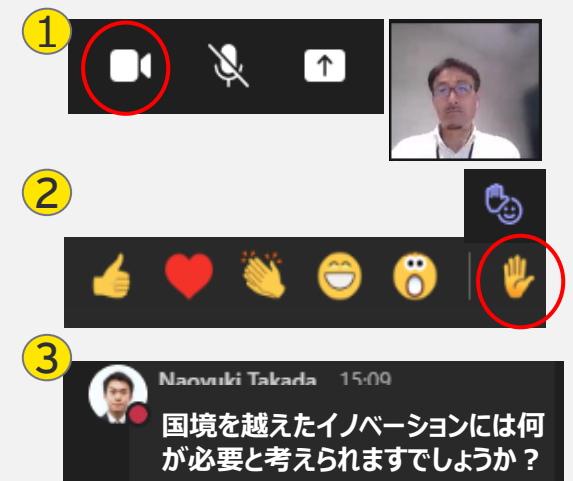 1
2
3
Naoyuki Takada 15:09
国境を越えたイノベーションには何
が必要と考えられますでしょうか？